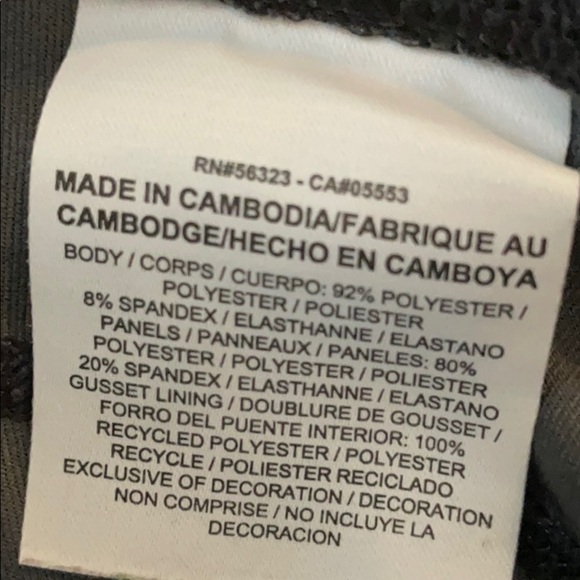 RN#56323 - CA#05553
MADE IN CAMBODIA/FABRIQUE AU
CAMBODGE/HECHO EN CAMBOYA
BODY / CORPS / CUERPO: 92% POLYESTER /
POLYESTER / POLIESTER
8% SPANDEX / ELASTHANNE / ELASTANO
PANELS / PANNEAUX / PANELES: 80%
POLYESTER / POLYESTER / POLIESTER
20% SPANDEX / ELASTHANNE / ELASTANO
GUSSET LINING / DOUBLURE DE GOUSSET /
FORRO DEL PUENTE INTERIOR: 100%
RECYCLED POLYESTER / POLYESTER
RECYCLE / POLIESTER RECICLADO
EXCLUSIVE OF DECORATION / DECORATION
NON COMPRISE / NO INCLUYE LA
DECORACION